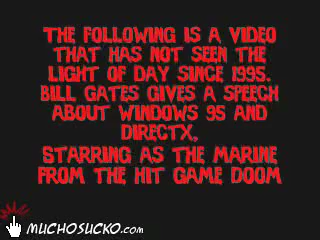 THE FOLLOWING IS A VIDEO
THAT HAS NOT SEEN THE
LIGHT OF DAY SINCE 1995.
BILL GATES GIVES A SPEECH
ABOUT WINDOWS 95 AND
DIRECTX,
STARRING AS THE MARINE
FROM THE HIT GAME DOOM
MUCHOSUCKO.com